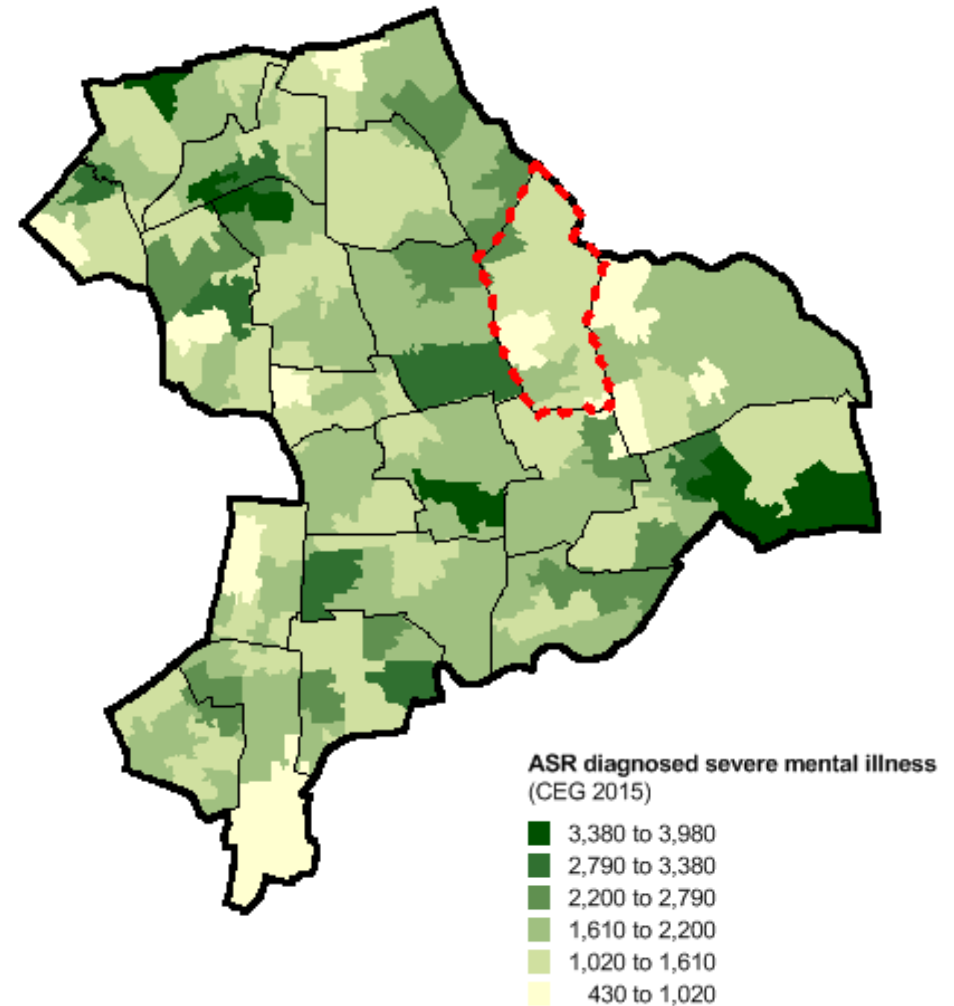 ASR diagnosed severe mental illness
(CEG 2015)
3,380 to 3,980
2,790 to 3,380
2,200 to 2,790
1,610 to 2,200
1,020 to 1,610
430 to 1,020